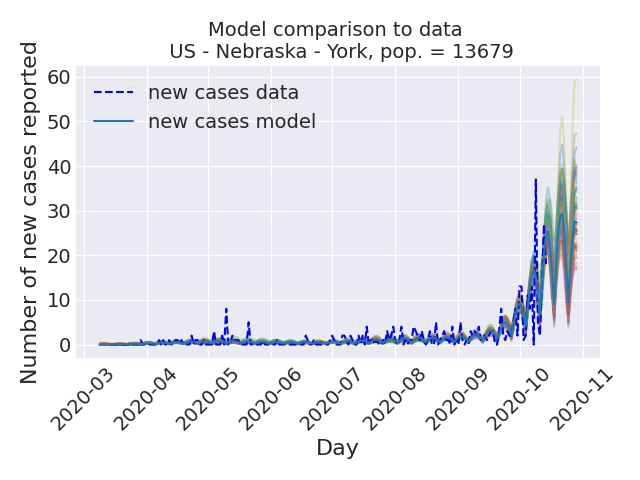 Model comparison to data
US - Nebraska - York, pop. = 13679
Number of new cases reported
60
50
40
30
20
10
0
new cases data
new cases model
2020-03
2020-04
2020-05
2020-06
2020-07
2020-08
2020-09
2020-10
2020-11
Day